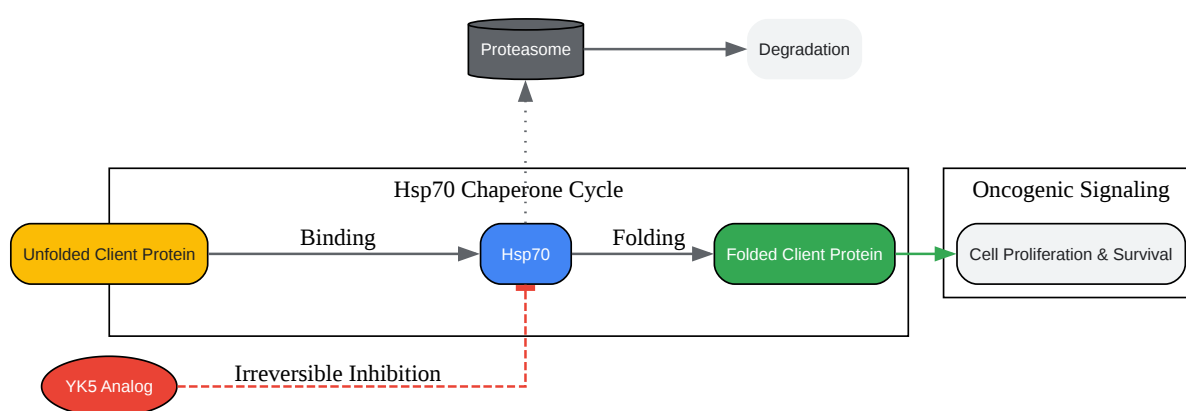 Proteasome
Degradation
Hsp70 Chaperone Cycle
Oncogenic Signaling
Unfolded Client Protein
Binding
Hsp70
Folding
Folded Client Protein
Cell Proliferation & Survival
YK5 Analog
Irreversible Inhibition